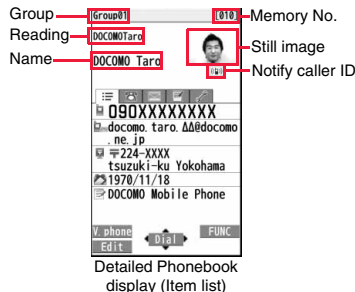 Group
Group01
[010]
Memory No.
Reading
DOCOMOTaro
Still image
Name
DOCOMO Taro
Notify caller ID
090XXXXXXXX
docomo.taro.ΔΔ@docomo
.ne.jp
〒224-XXXX
tsuzuki-ku Yokohama
1970/11/18
DOCOMO Mobile Phone
V.phone
Dial
FUNC
Edit
Detailed Phonebook
display (Item list)